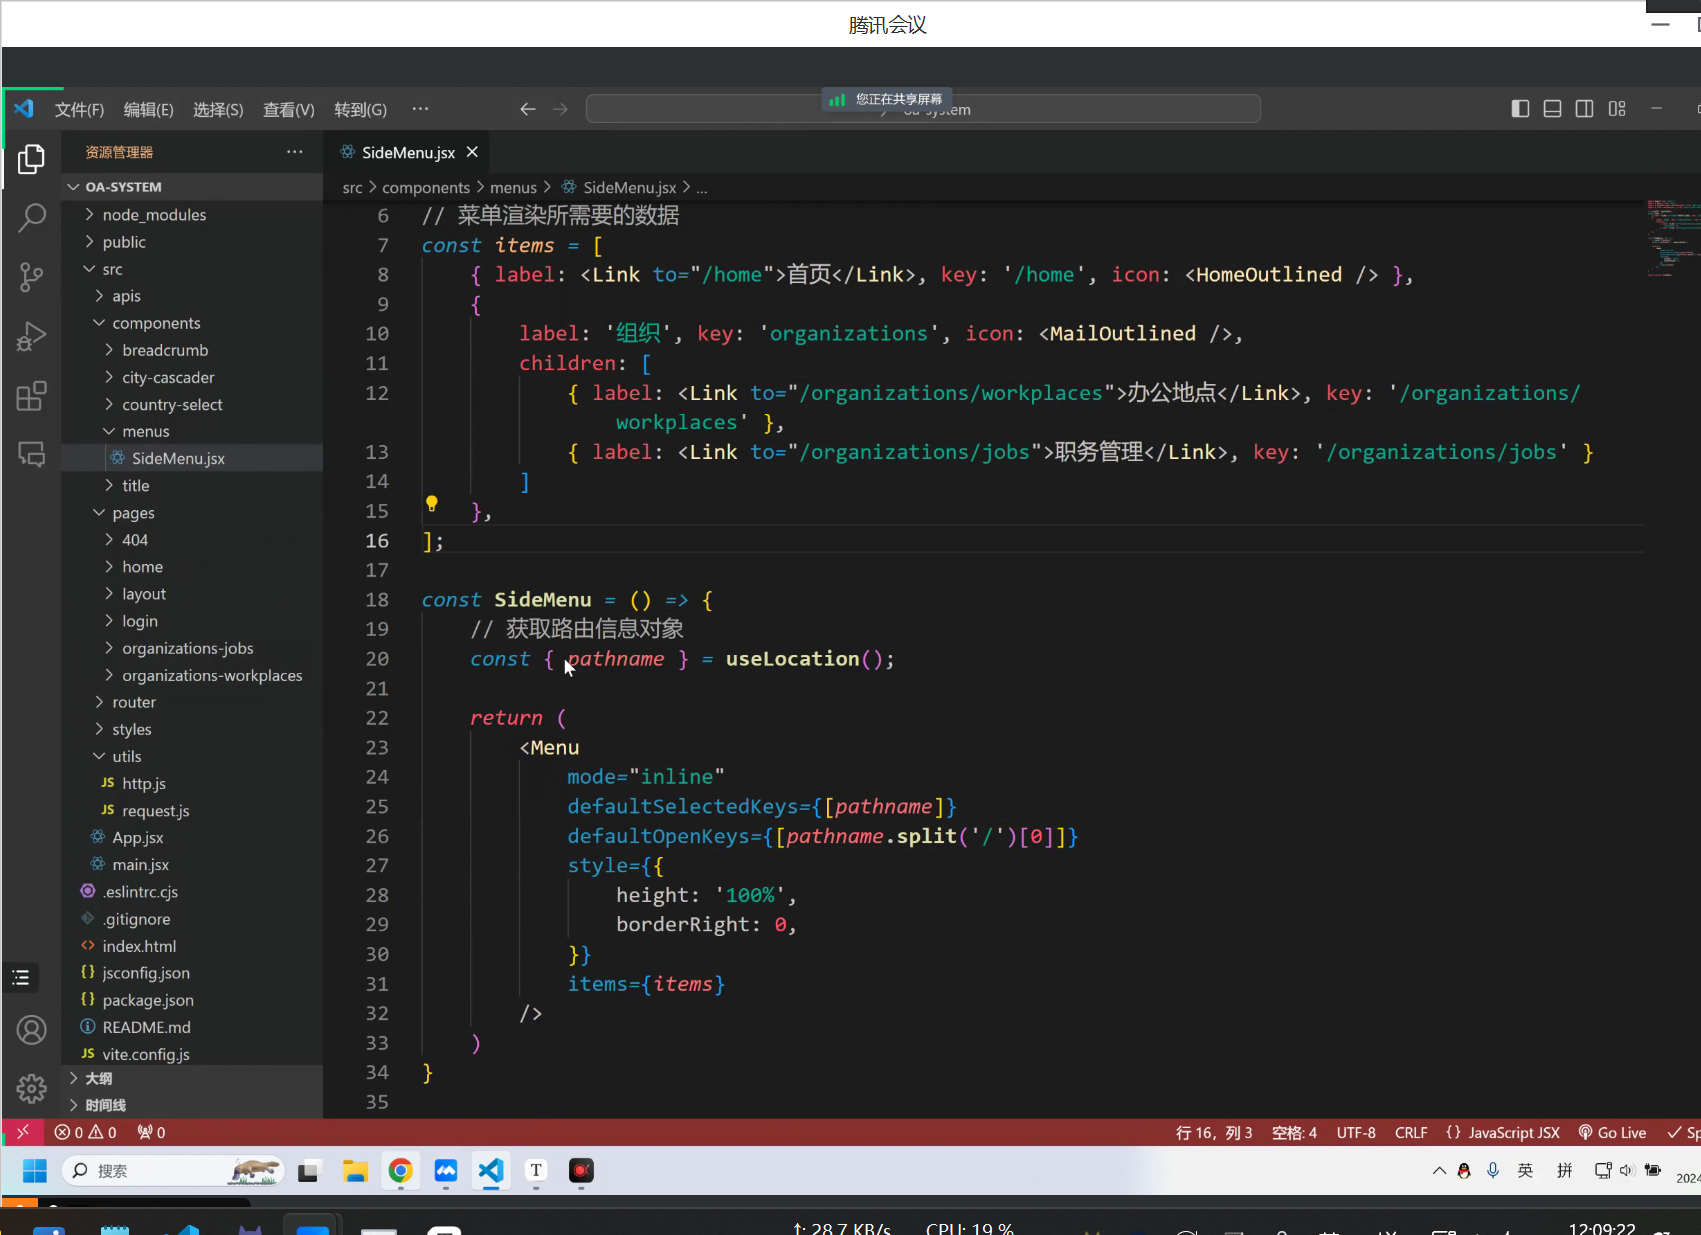 腾讯会议
文件(F) 编辑(E) 选择(S) 查看(V) 转到(G) ···
您正在共享屏幕
oa-system
资源管理器 ···
SideMenu.jsx
OA-SYSTEM
src > components > menus > SideMenu.jsx > ...
node_modules
public
src
apis
components
breadcrumb
city-cascader
country-select
menus
SideMenu.jsx
title
pages
404
home
layout
login
organizations-jobs
organizations-workplaces
router
styles
utils
JS http.js
JS request.js
App.jsx
main.jsx
.eslintrc.cjs
.gitignore
<> index.html
{} jsconfig.json
{} package.json
README.md
JS vite.config.js
大纲
时间线
6 // 菜单渲染所需要的数据
7 const items = [
8 { label: <Link to="/home">首页</Link>, key: '/home', icon: <HomeOutlined /> },
9 {
10 label: '组织', key: 'organizations', icon: <MailOutlined />,
11 children: [
12 { label: <Link to="/organizations/workplaces">办公地点</Link>, key: '/organizations/
workplaces' },
13 { label: <Link to="/organizations/jobs">职务管理</Link>, key: '/organizations/jobs' }
14 ]
15 },
16 ];
17
18 const SideMenu = () => {
19 // 获取路由信息对象
20 const { pathname } = useLocation();
21
22 return (
23 <Menu
24 mode="inline"
25 defaultSelectedKeys={[pathname]}
26 defaultOpenKeys={[pathname.split('/')[0]]}
27 style={{
28 height: '100%',
29 borderRight: 0,
30 }}
31 items={items}
32 />
33 )
34 }
35
0 0 0 行 16, 列 3 空格: 4 UTF-8 CRLF {} JavaScript JSX Go Live
搜索 T 英 拼
2024
↑: 28.7 KB/s CPU: 19 % 12:09:22